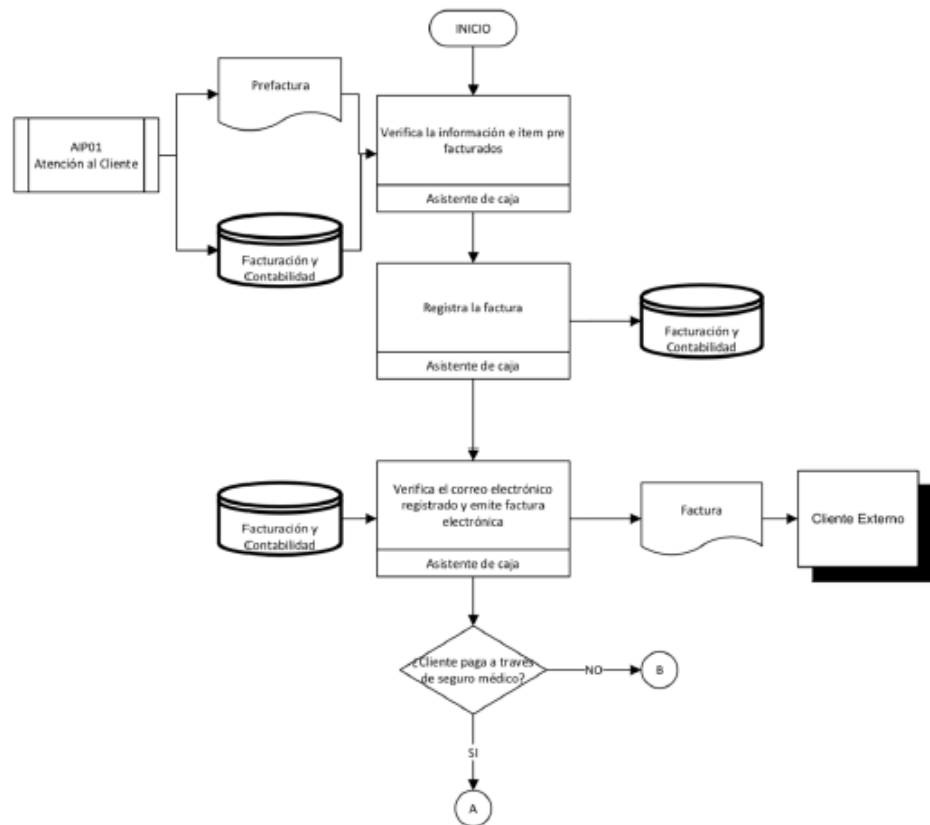 INICIO
Prefactura
AIP01
Atención al Cliente
Verifica la información e ítem pre
facturados
Asistente de caja
Facturación y
Contabilidad
Registra la factura
Asistente de caja
Facturación y
Contabilidad
Facturación y
Contabilidad
Verifica el correo electrónico
registrado y emite factura
electrónica
Asistente de caja
Factura
Cliente Externo
¿Cliente paga a través
de seguro médico?
NO
B
SI
A